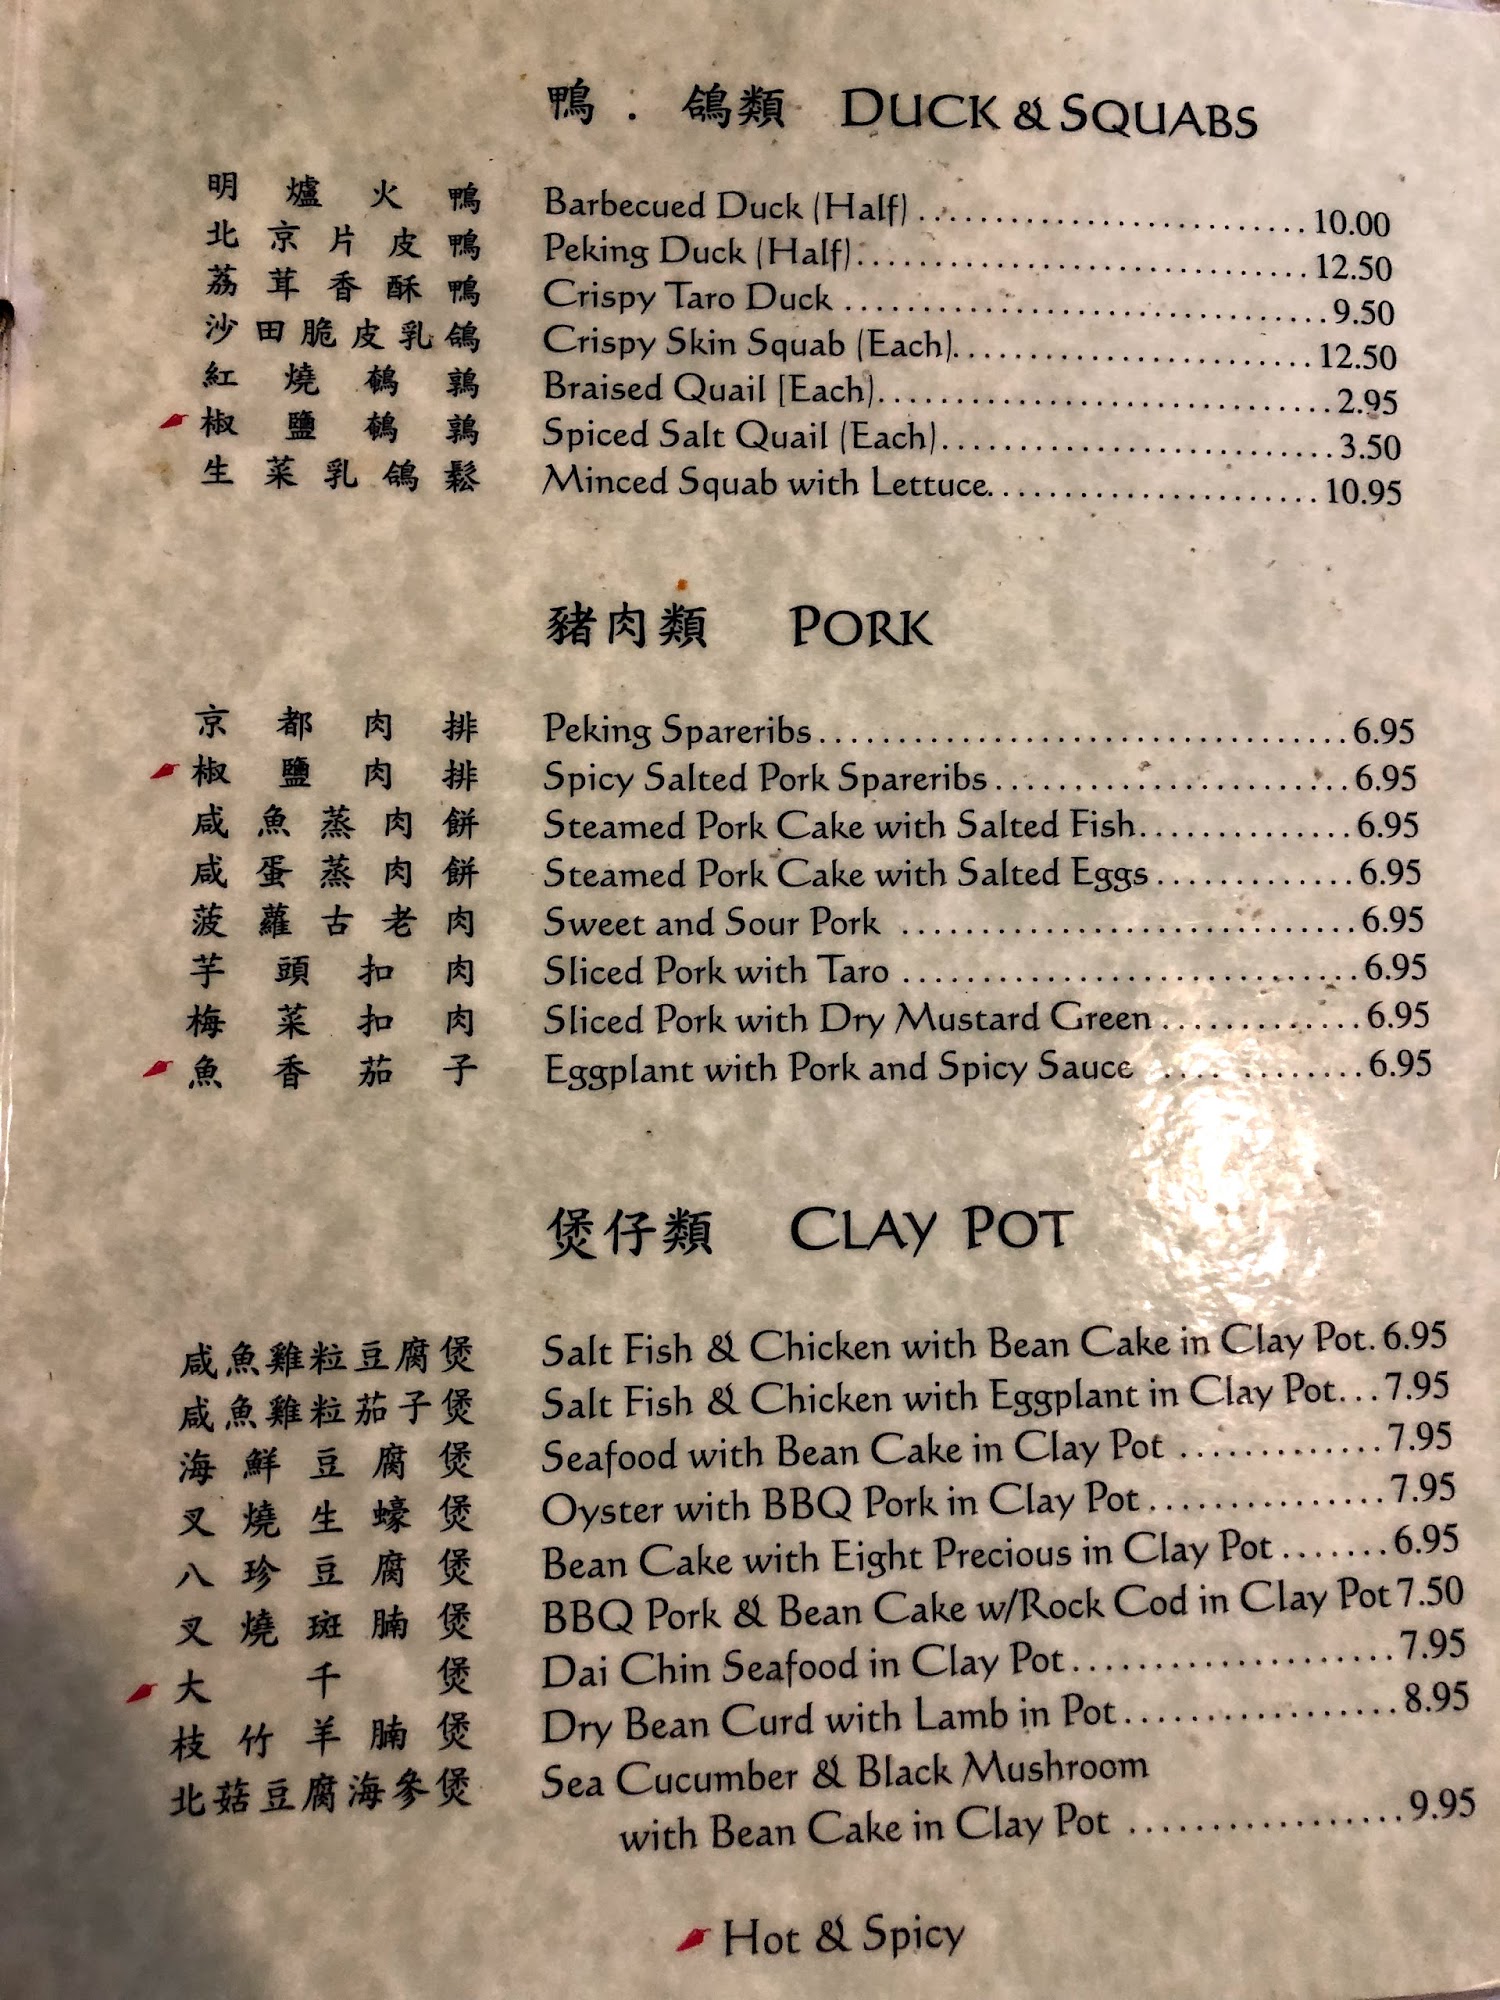 鴨．鴿類 DUCK & SQUABS
明爐火鴨 Barbecued Duck (Half) 10.00
北京片皮鴨 Peking Duck (Half) 12.50
荔茸香酥鴨 Crispy Taro Duck 9.50
沙田脆皮乳鴿 Crispy Skin Squab (Each) 12.50
紅燒鵪鶉 Braised Quail [Each) 2.95
椒鹽鵪鶉 Spiced Salt Quail (Each) 3.50
生菜乳鴿鬆 Minced Squab with Lettuce 10.95
豬肉類 PORK
京都肉排 Peking Spareribs 6.95
椒鹽肉排 Spicy Salted Pork Spareribs 6.95
咸魚蒸肉餅 Steamed Pork Cake with Salted Fish 6.95
咸蛋蒸肉餅 Steamed Pork Cake with Salted Eggs 6.95
菠蘿古老肉 Sweet and Sour Pork 6.95
芋頭扣肉 Sliced Pork with Taro 6.95
梅菜扣肉 Sliced Pork with Dry Mustard Green 6.95
魚香茄子 Eggplant with Pork and Spicy Sauce 6.95
煲仔類 CLAY POT
咸魚雞粒豆腐煲 Salt Fish & Chicken with Bean Cake in Clay Pot. 6.95
咸魚雞粒茄子煲 Salt Fish & Chicken with Eggplant in Clay Pot... 7.95
海鮮豆腐煲 Seafood with Bean Cake in Clay Pot 7.95
叉燒生蠔煲 Oyster with BBQ Pork in Clay Pot 7.95
八珍豆腐煲 Bean Cake with Eight Precious in Clay Pot 6.95
叉燒斑腩煲 BBQ Pork & Bean Cake w/Rock Cod in Clay Pot 7.50
大千煲 Dai Chin Seafood in Clay Pot 7.95
枝竹羊腩煲 Dry Bean Curd with Lamb in Pot 8.95
北菇豆腐海參煲 Sea Cucumber & Black Mushroom
with Bean Cake in Clay Pot 9.95
Hot & Spicy